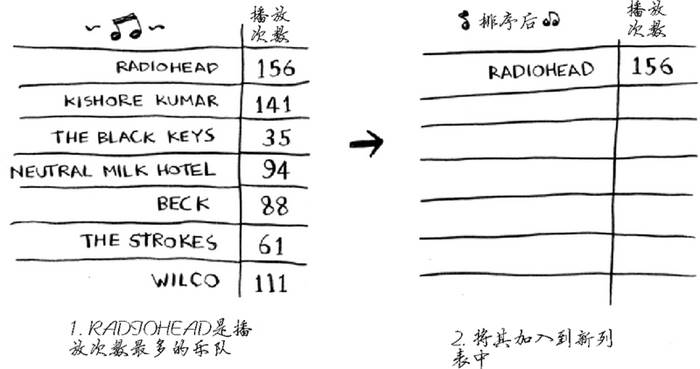 播放
次数
RADIOHEAD 156
KISHORE KUMAR 141
THE BLACK KEYS 35
NEUTRAL MILK HOTEL 94
BECK 88
THE STROKES 61
WILCO 111
1. RADIOHEAD是播
放次数最多的乐队
排序后
播放
次数
RADIOHEAD 156
2. 将其加入到新列
表中